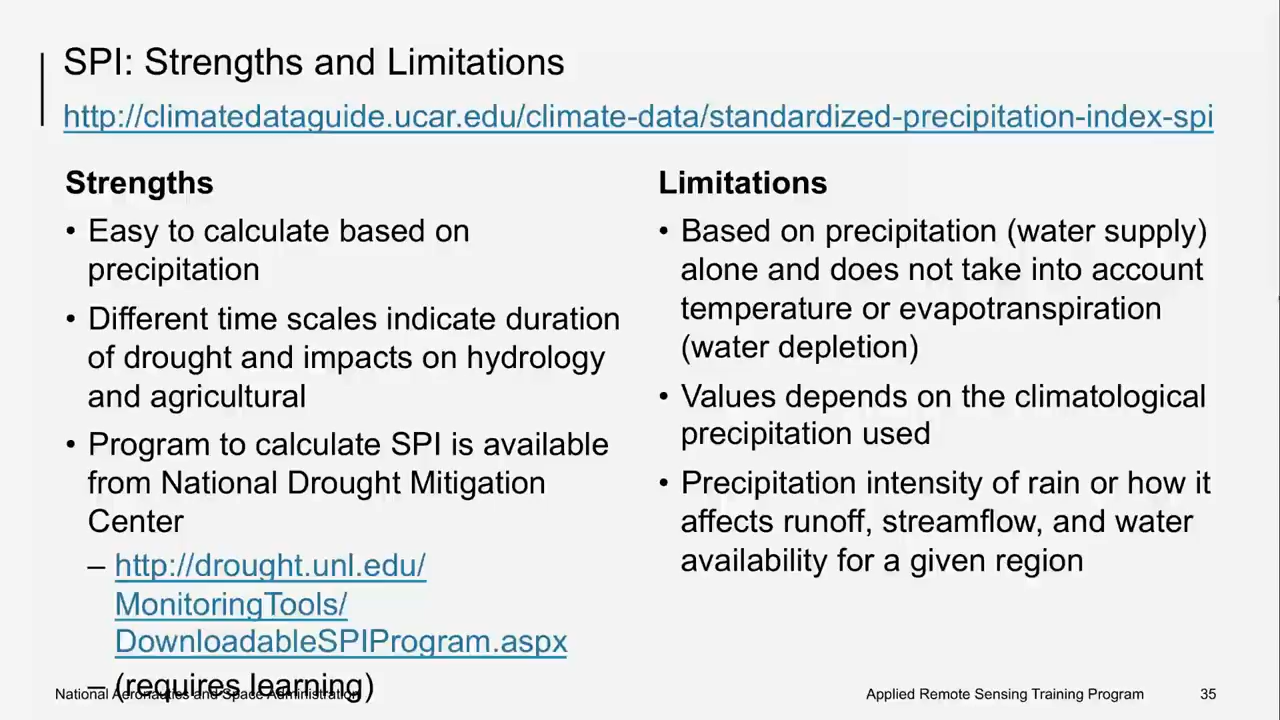 SPI: Strengths and Limitations
http://climatedataguide.ucar.edu/climate-data/standardized-precipitation-index-spi
Strengths
• Easy to calculate based on
precipitation
• Different time scales indicate duration
of drought and impacts on hydrology
and agricultural
• Program to calculate SPI is available
from National Drought Mitigation
Center
– http://drought.unl.edu/
MonitoringTools/
DownloadableSPIProgram.aspx
– (requires learning)
Limitations
• Based on precipitation (water supply)
alone and does not take into account
temperature or evapotranspiration
(water depletion)
• Values depends on the climatological
precipitation used
• Precipitation intensity of rain or how it
affects runoff, streamflow, and water
availability for a given region
National Aeronautics and Space Administration
Applied Remote Sensing Training Program
35